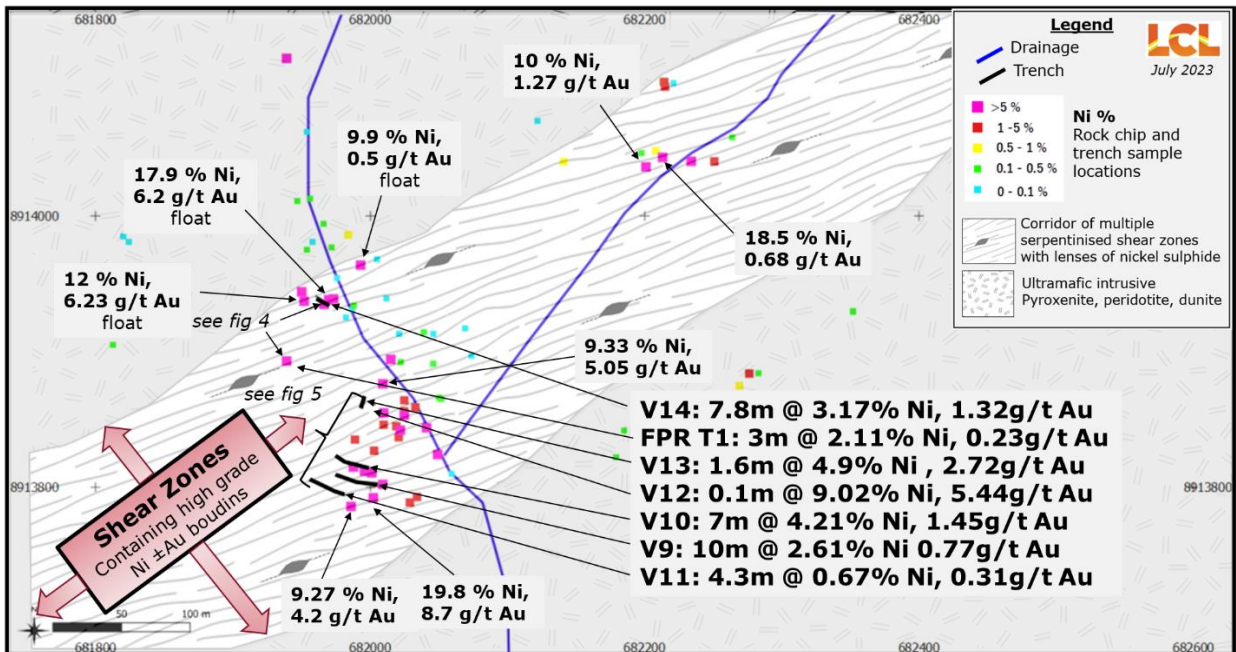 681800
682000
682200
682400
Legend
Drainage
Trench
LCL
July 2023
>5 %
1 -5 %
0.5 - 1 %
0.1 - 0.5 %
0 - 0.1 %
Ni %
Rock chip and
trench sample
locations
Corridor of multiple
serpentinised shear zones
with lenses of nickel sulphide
Ultramafic intrusive
Pyroxenite, peridotite, dunite
10 % Ni,
1.27 g/t Au
9.9 % Ni,
0.5 g/t Au
float
17.9 % Ni,
6.2 g/t Au
float
8914000
18.5 % Ni,
0.68 g/t Au
12 % Ni,
6.23 g/t Au
float
see fig 4
9.33 % Ni,
5.05 g/t Au
see fig 5
V14: 7.8m @ 3.17% Ni, 1.32g/t Au
FPR T1: 3m @ 2.11% Ni, 0.23g/t Au
V13: 1.6m @ 4.9% Ni , 2.72g/t Au
V12: 0.1m @ 9.02% Ni, 5.44g/t Au
V10: 7m @ 4.21% Ni, 1.45g/t Au
V9: 10m @ 2.61% Ni 0.77g/t Au
V11: 4.3m @ 0.67% Ni, 0.31g/t Au
8913800
8913800
Shear Zones
Containing high grade
Ni ±Au boudins
9.27 % Ni,
4.2 g/t Au
19.8 % Ni,
8.7 g/t Au
50
100 m
681800
682000
682200
682400
682600